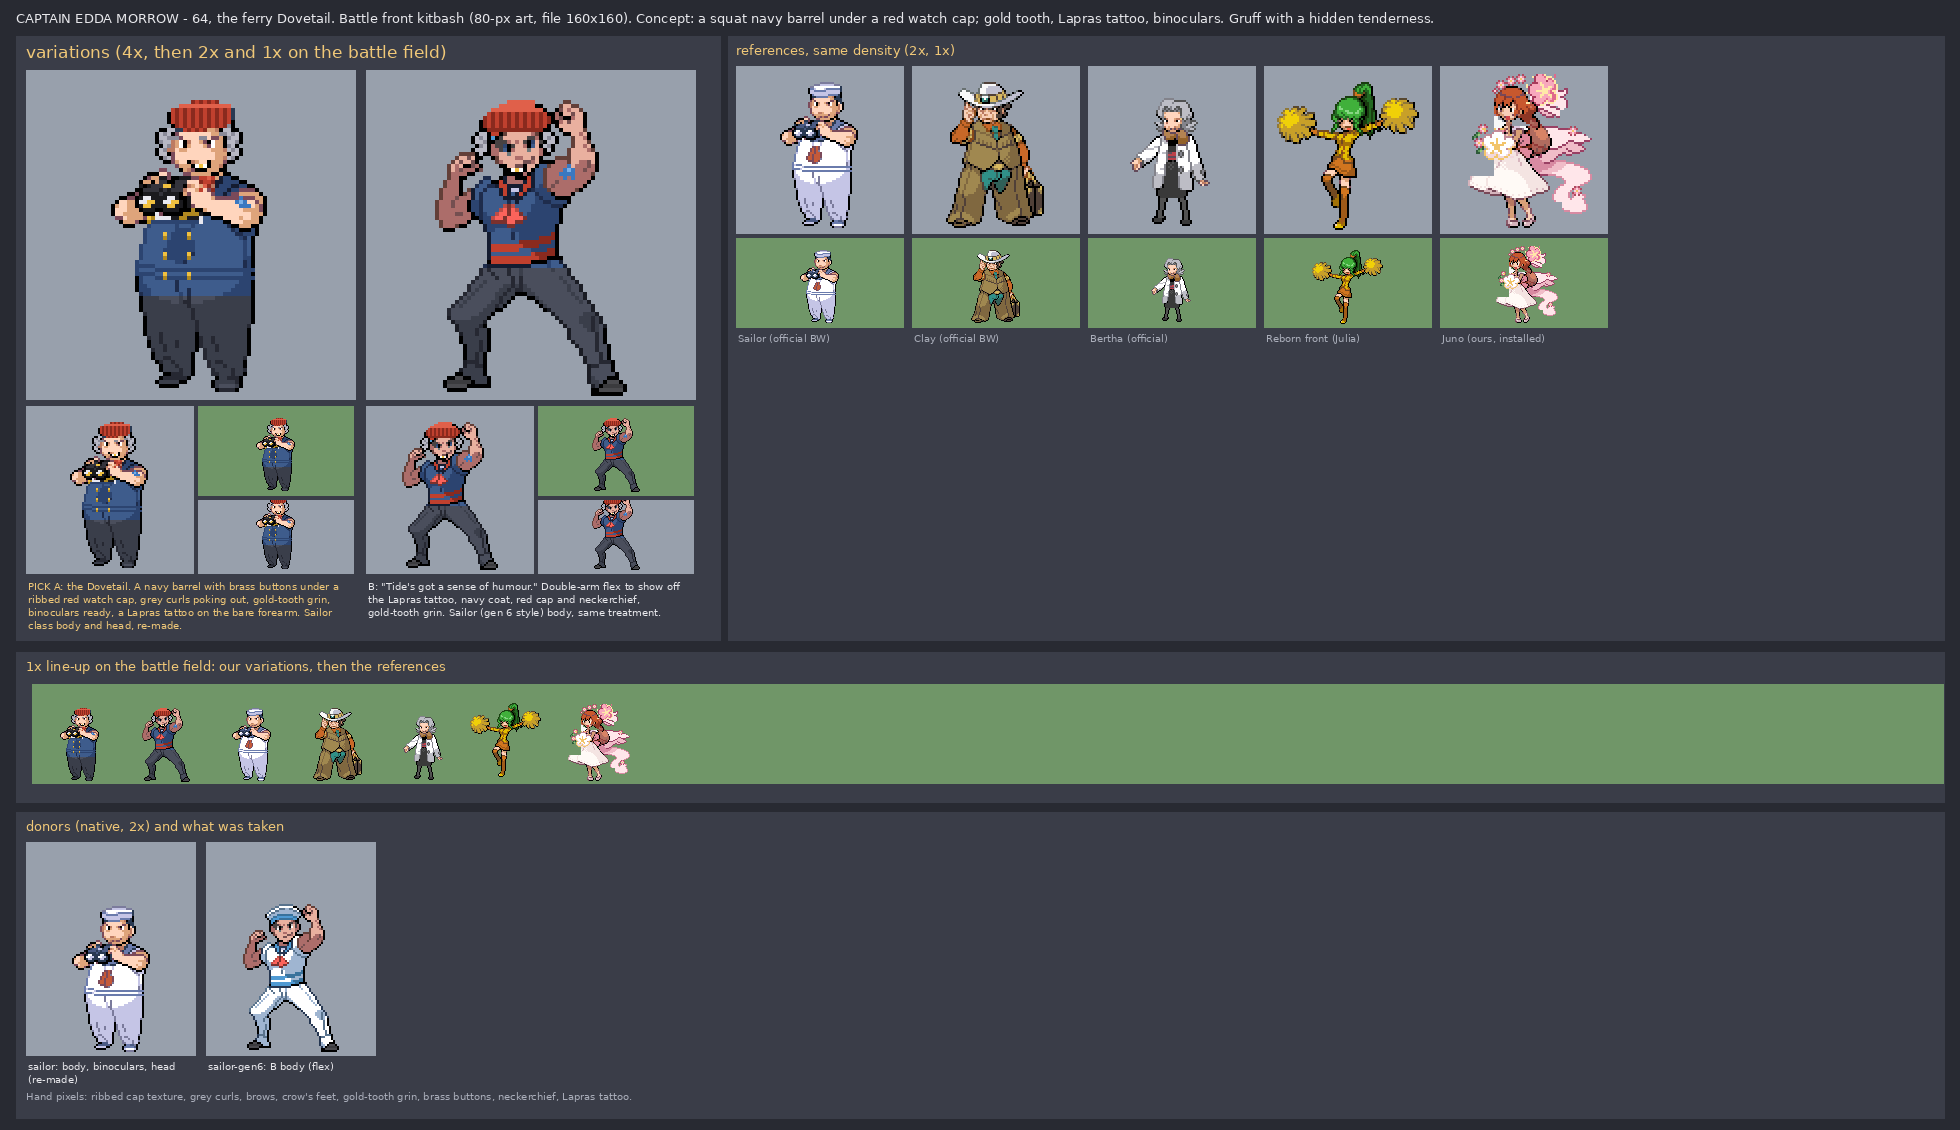 CAPTAIN EDDA MORROW - 64, the ferry Dovetail. Battle front kitbash (80-px art, file 160x160). Concept: a squat navy barrel under a red watch cap; gold tooth, Lapras tattoo, binoculars. Gruff with a hidden tenderness.
variations (4x, then 2x and 1x on the battle field)
PICK A: the Dovetail. A navy barrel with brass buttons under a
ribbed red watch cap, grey curls poking out, gold-tooth grin,
binoculars ready, a Lapras tattoo on the bare forearm. Sailor
class body and head, re-made.
B: "Tide's got a sense of humour." Double-arm flex to show off
the Lapras tattoo, navy coat, red cap and neckerchief,
gold-tooth grin. Sailor (gen 6 style) body, same treatment.
references, same density (2x, 1x)
Sailor (official BW)
Clay (official BW)
Bertha (official)
Reborn front (Julia)
Juno (ours, installed)
1x line-up on the battle field: our variations, then the references
donors (native, 2x) and what was taken
sailor: body, binoculars, head
(re-made)
sailor-gen6: B body (flex)
Hand pixels: ribbed cap texture, grey curls, brows, crow's feet, gold-tooth grin, brass buttons, neckerchief, Lapras tattoo.